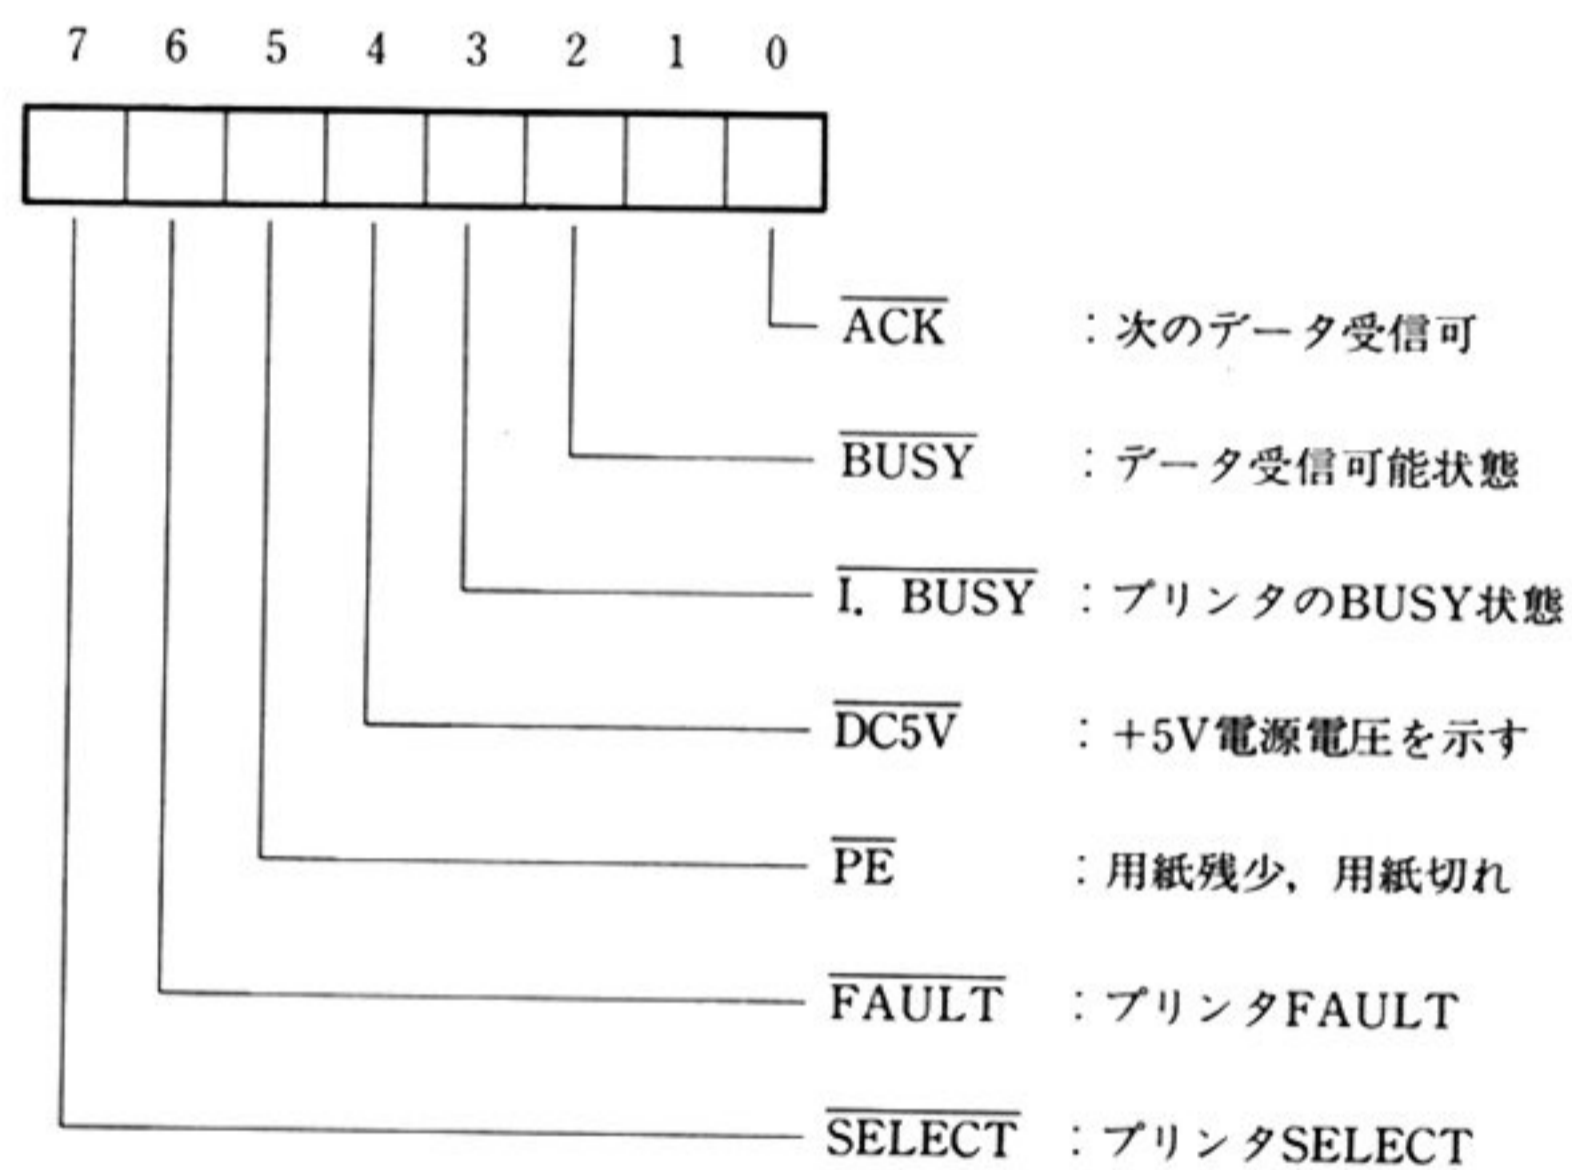 7 6 5 4 3 2 1 0
ACK : 次のデータ受信可
BUSY : データ受信可能状態
I. BUSY : プリンタのBUSY状態
DC5V : +5V電源電圧を示す
PE : 用紙残少，用紙切れ
FAULT : プリンタFAULT
SELECT : プリンタSELECT